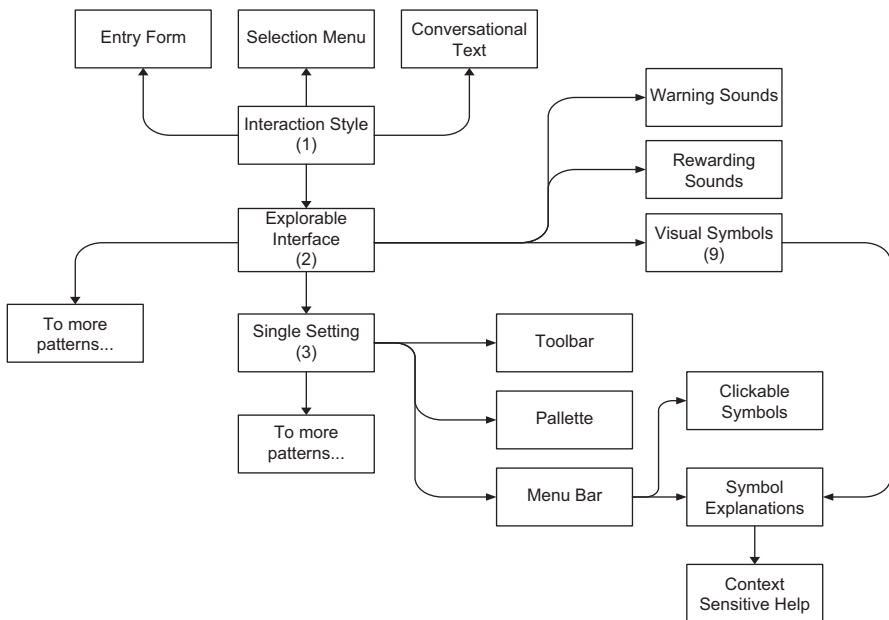 Entry Form
Selection Menu
Conversational
Text
Warning Sounds
Interaction Style
(1)
Rewarding
Sounds
Explorable
Interface
(2)
Visual Symbols
(9)
To more
patterns...
Single Setting
(3)
Toolbar
Clickable
Symbols
To more
patterns...
Pallette
Menu Bar
Symbol
Explanations
Context
Sensitive Help